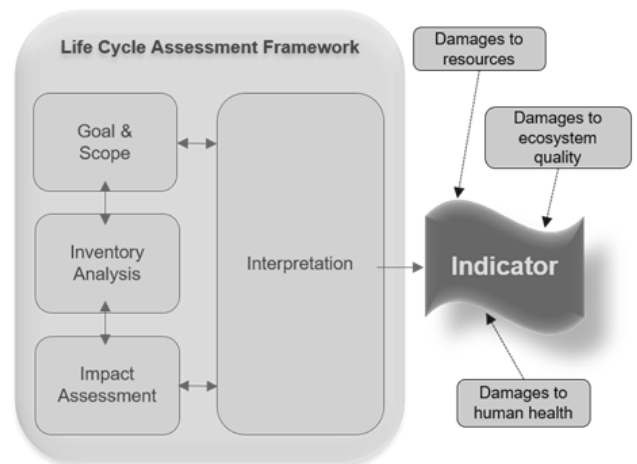 Life Cycle Assessment Framework
Goal &
Scope
Inventory
Analysis
Impact
Assessment
Interpretation
Indicator
Damages to
resources
Damages to
ecosystem
quality
Damages to
human health